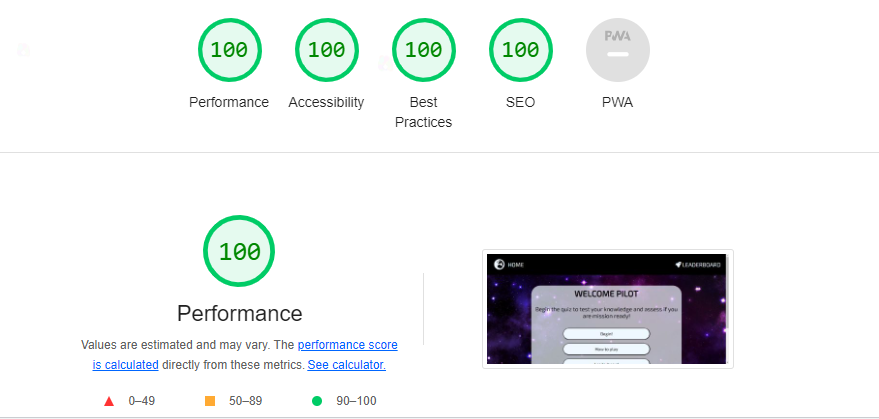 100 100 100 100 PWA
Performance Accessibility Best Practices SEO PWA
100
Performance
Values are estimated and may vary. The performance score
is calculated directly from these metrics. See calculator.
0–49 50–89 90–100
HOME LEADERBOARD
WELCOME PILOT
Begin the quiz to test your knowledge and assess if you
are mission ready!
Begin!
How to play